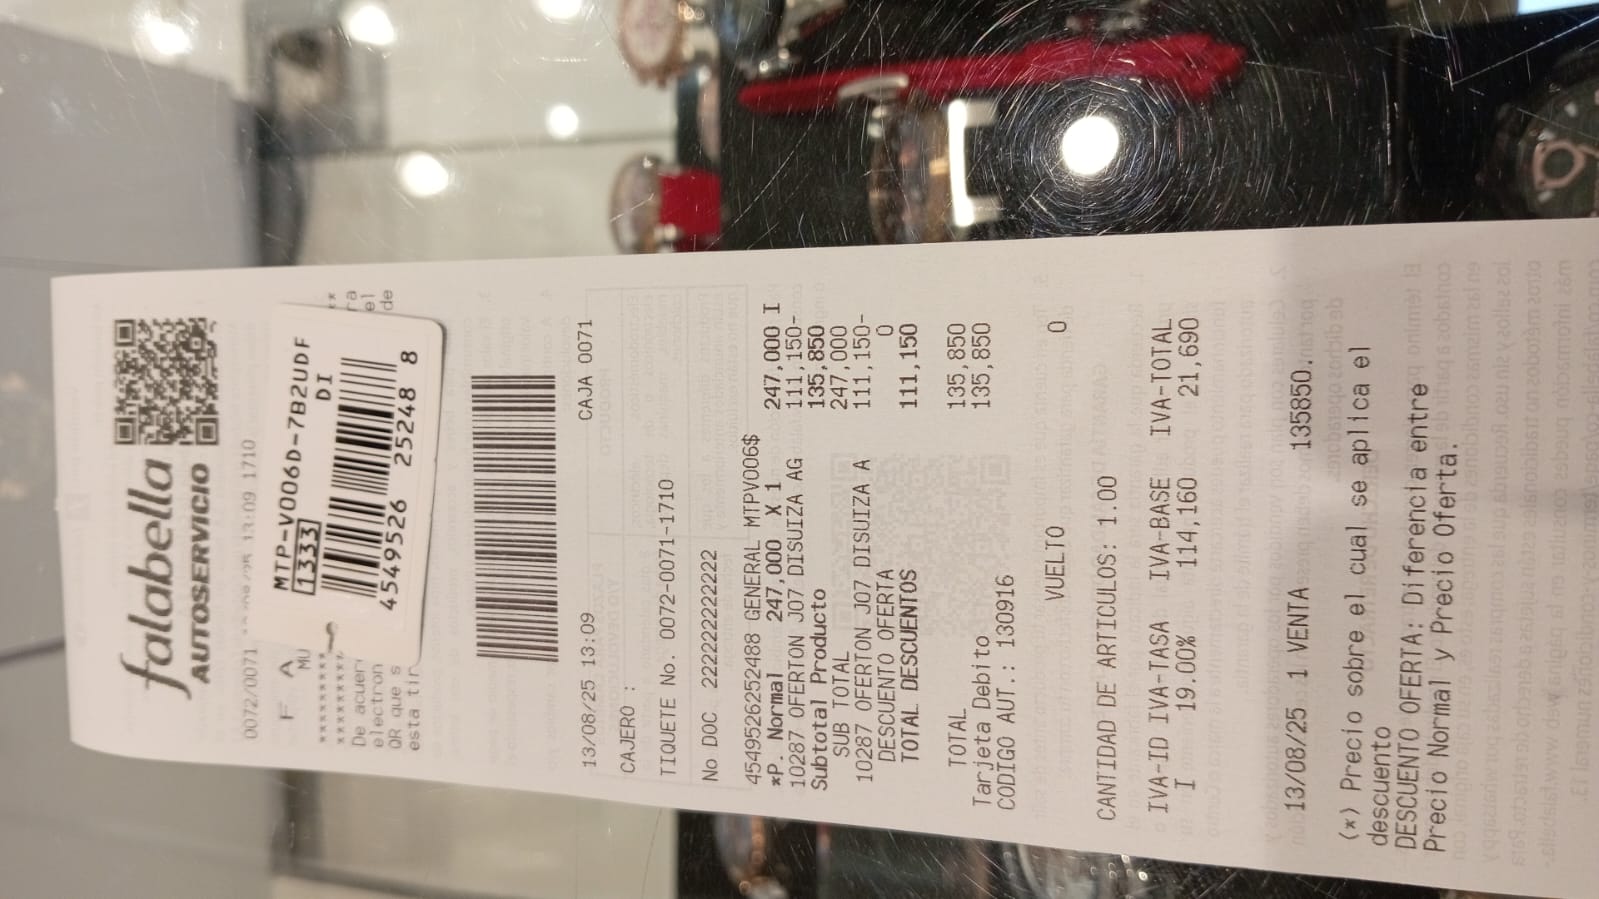 falabella
AUTOSERVICIO
0072/0071 13:09 1710
MTP-V006D-7B2UDF
DI
1333
4549526 25248 8
F A
MU
De acuer
electron
QR que s
esta tir
ra
el
de
13/08/25 13:09 CAJA 0071
CAJERO :
TIQUETE No. 0072-0071-1710
No DOC 222222222222
4549526252488 GENERAL MTPV006$
*P. Normal 247,000 X 1 247,000 I
10287 OFERTON J07 DISUIZA AG 111,150-
Subtotal Producto 135,850
SUB TOTAL 247,000
10287 OFERTON J07 DISUIZA A 111,150-
DESCUENTO OFERTA 0
TOTAL DESCUENTOS 111,150
TOTAL 135,850
Tarjeta Debito 135,850
CODIGO AUT.: 130916
VUELTO 0
CANTIDAD DE ARTICULOS: 1.00
IVA-ID IVA-TASA IVA-BASE IVA-TOTAL
I 19.00% 114,160 21,690
13/08/25 1 VENTA 135850.
(*) Precio sobre el cual se aplica el
descuento
DESCUENTO OFERTA: Diferencia entre
Precio Normal y Precio Oferta.